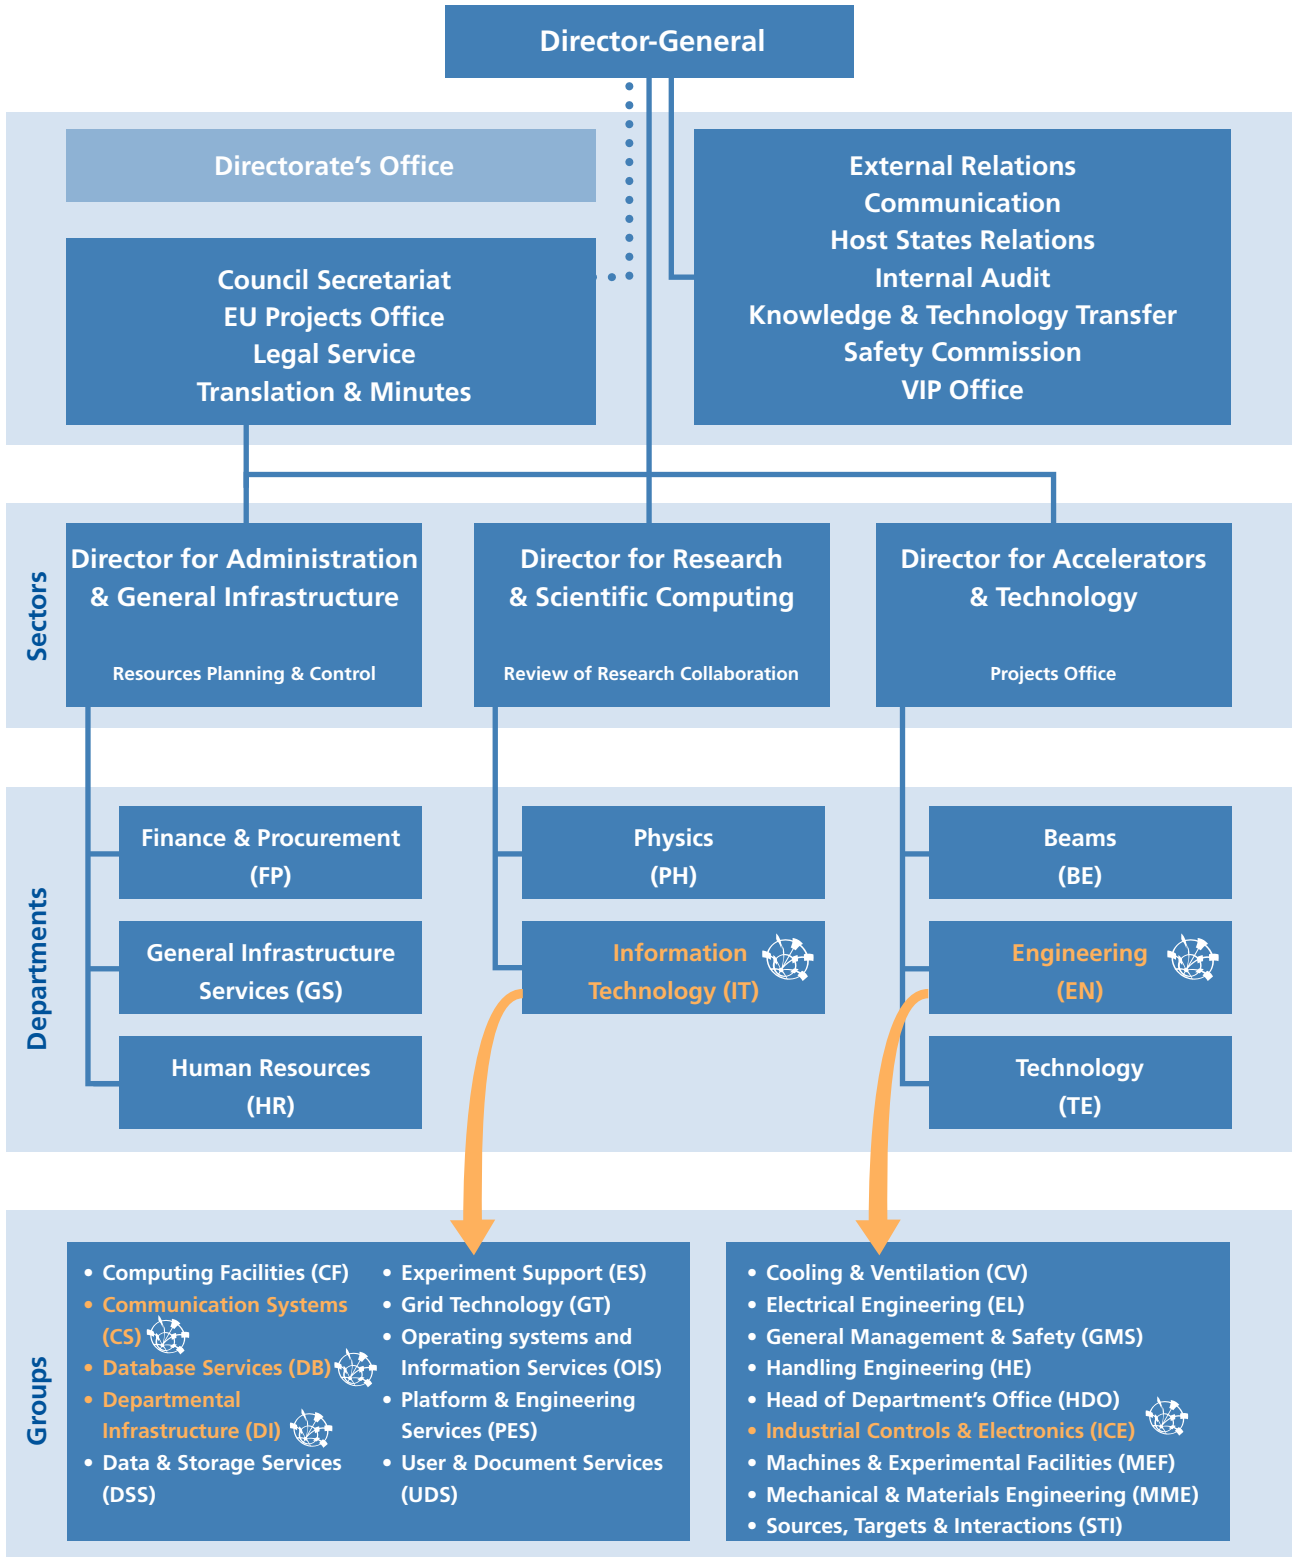 Director-General
Directorate’s Office
Council Secretariat
EU Projects Office
Legal Service
Translation & Minutes
External Relations
Communication
Host States Relations
Internal Audit
Knowledge & Technology Transfer
Safety Commission
VIP Office
Sectors
Director for Administration
& General Infrastructure
Resources Planning & Control
Director for Research
& Scientific Computing
Review of Research Collaboration
Director for Accelerators
& Technology
Projects Office
Departments
Finance & Procurement
(FP)
General Infrastructure
Services (GS)
Human Resources
(HR)
Physics
(PH)
Information
Technology (IT)
Beams
(BE)
Engineering
(EN)
Technology
(TE)
Groups
• Computing Facilities (CF)
• Communication Systems
(CS)
• Database Services (DB)
• Departmental
Infrastructure (DI)
• Data & Storage Services
(DSS)
• Experiment Support (ES)
• Grid Technology (GT)
• Operating systems and
Information Services (OIS)
• Platform & Engineering
Services (PES)
• User & Document Services
(UDS)
• Cooling & Ventilation (CV)
• Electrical Engineering (EL)
• General Management & Safety (GMS)
• Handling Engineering (HE)
• Head of Department’s Office (HDO)
• Industrial Controls & Electronics (ICE)
• Machines & Experimental Facilities (MEF)
• Mechanical & Materials Engineering (MME)
• Sources, Targets & Interactions (STI)